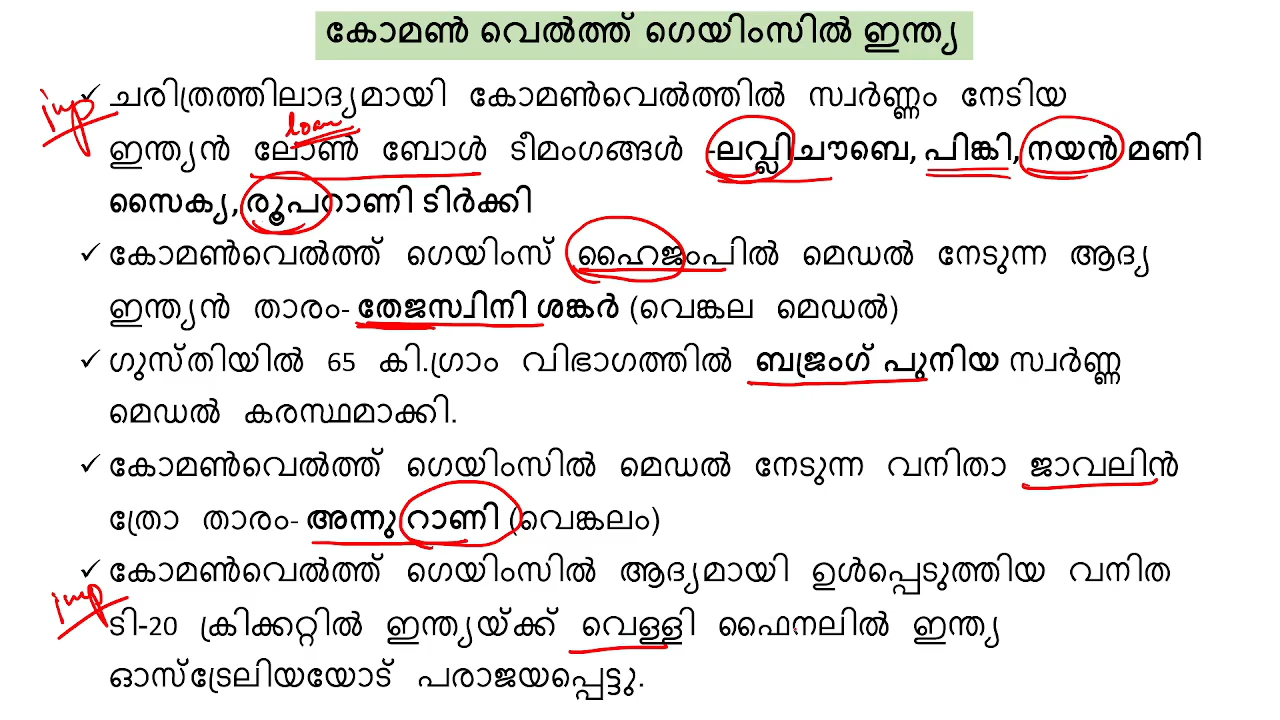 കോമൺ വെൽത്ത് ഗെയിംസിൽ ഇന്ത്യ
imp ✓ ചരിത്രത്തിലാദ്യമായി കോമൺവെൽത്തിൽ സ്വർണ്ണം നേടിയ
ഇന്ത്യൻ ലോൺ ബോൾ ടീമംഗങ്ങൾ -ലവ്ലി ചൗബെ, പിങ്കി, നയൻ മണി
സൈക്യ, രൂപറാണി ടിർക്കി
✓ കോമൺവെൽത്ത് ഗെയിംസ് ഹൈജംപിൽ മെഡൽ നേടുന്ന ആദ്യ
ഇന്ത്യൻ താരം- തേജസ്വിനി ശങ്കർ (വെങ്കല മെഡൽ)
✓ ഗുസ്തിയിൽ 65 കി.ഗ്രാം വിഭാഗത്തിൽ ബജ്രംഗ് പുനിയ സ്വർണ്ണ
മെഡൽ കരസ്ഥമാക്കി.
✓ കോമൺവെൽത്ത് ഗെയിംസിൽ മെഡൽ നേടുന്ന വനിതാ ജാവലിൻ
ത്രോ താരം- അന്നു റാണി (വെങ്കലം)
✓ കോമൺവെൽത്ത് ഗെയിംസിൽ ആദ്യമായി ഉൾപ്പെടുത്തിയ വനിത
imp ടി-20 ക്രിക്കറ്റിൽ ഇന്ത്യയ്ക്ക് വെള്ളി ഫൈനലിൽ ഇന്ത്യ
ഓസ്ട്രേലിയയോട് പരാജയപ്പെട്ടു.